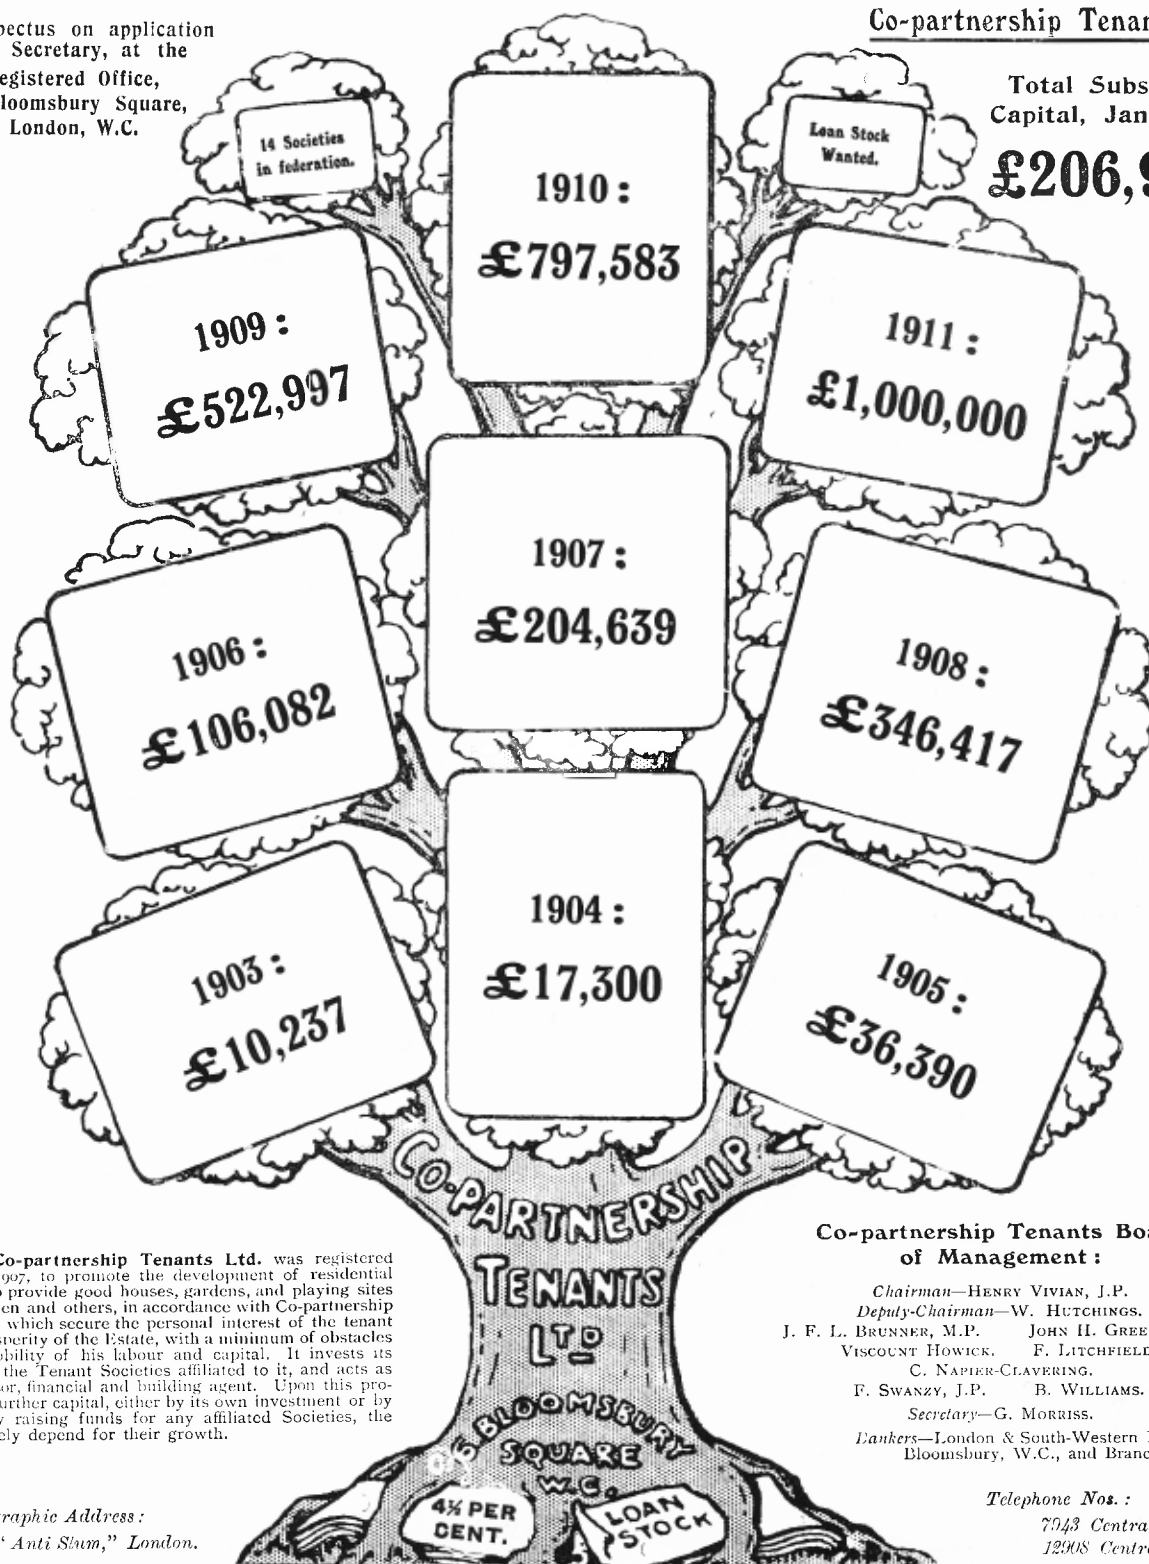 pectus on application
Secretary, at the
egistered Office,
loomsbury Square,
London, W.C.
Co-partnership Tenan
Total Subs
Capital, Jan
£206,9
14 Societies
in federation.
Loan Stock
Wanted.
1910 :
£797,583
1909 :
£522,997
1911 :
£1,000,000
1907 :
£204,639
1906 :
£106,082
1908 :
£346,417
1904 :
£17,300
1903 :
£10,237
1905 :
£36,390
CO-PARTNERSHIP
TENANTS
LTD
6 BLOOMSBURY
SQUARE
W.C.
4½ PER
CENT.
LOAN
STOCK
Co-partnership Tenants Ltd. was registered
907, to promote the development of residential
o provide good houses, gardens, and playing sites
en and others, in accordance with Co-partnership
which secure the personal interest of the tenant
sperity of the Estate, with a minimum of obstacles
obility of his labour and capital. It invests its
the Tenant Societies affiliated to it, and acts as
or, financial and building agent. Upon this pro-
urther capital, either by its own investment or by
y raising funds for any affiliated Societies, the
ely depend for their growth.
raphic Address :
" Anti Slum," London.
Co-partnership Tenants Boa
of Management :
Chairman—HENRY VIVIAN, J.P.
Deputy-Chairman—W. HUTCHINGS.
J. F. L. BRUNNER, M.P. JOHN H. GREE
VISCOUNT HOWICK. F. LITCHFIELD
C. NAPIER-CLAVERING.
F. SWANZY, J.P. B. WILLIAMS.
Secretary—G. MORRISS.
Bankers—London & South-Western
Bloomsbury, W.C., and Branc
Telephone Nos. :
7943 Centra
12908 Centr